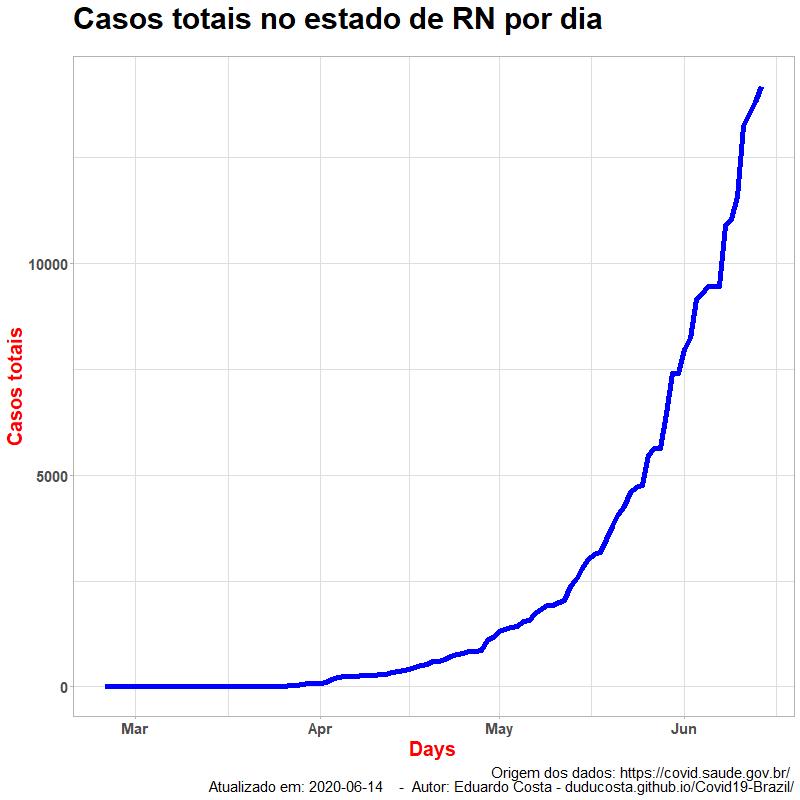 Casos totais no estado de RN por dia
Casos totais
10000
5000
0
Mar Apr May Jun
Days
Origem dos dados: https://covid.saude.gov.br/
Atualizado em: 2020-06-14 - Autor: Eduardo Costa - duducosta.github.io/Covid19-Brazil/